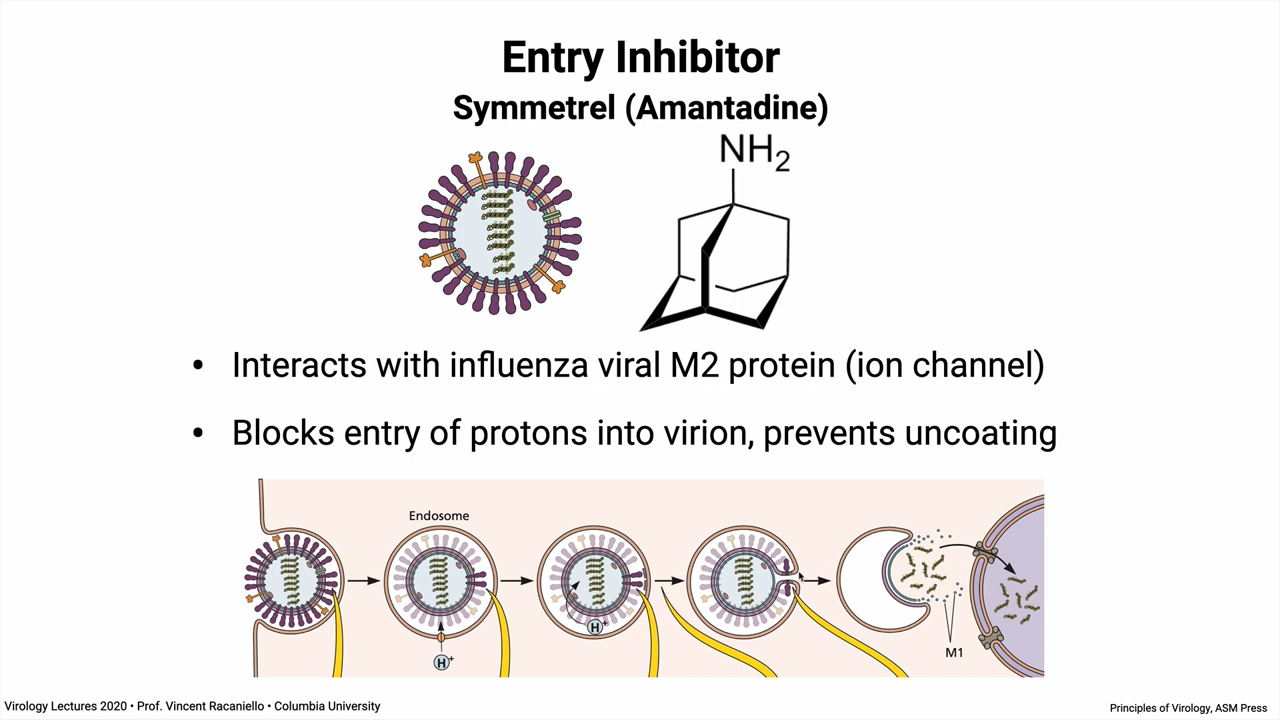 Entry Inhibitor
Symmetrel (Amantadine)
NH2
• Interacts with influenza viral M2 protein (ion channel)
• Blocks entry of protons into virion, prevents uncoating
Endosome
H+
H+
M1
Virology Lectures 2020 • Prof. Vincent Racaniello • Columbia University
Principles of Virology, ASM Press